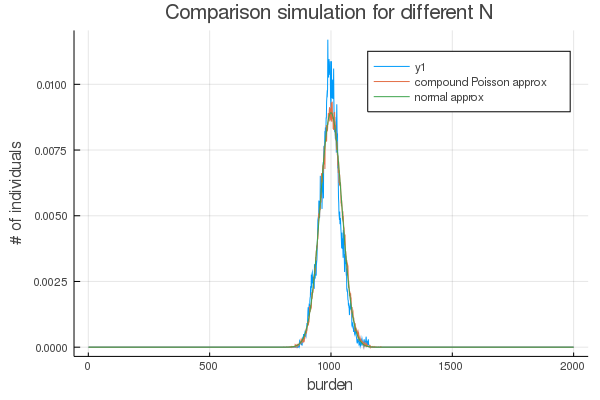 Comparison simulation for different N
y1
compound Poisson approx
normal approx
# of individuals
0.0100
0.0075
0.0050
0.0025
0.0000
0 500 1000 1500 2000
burden